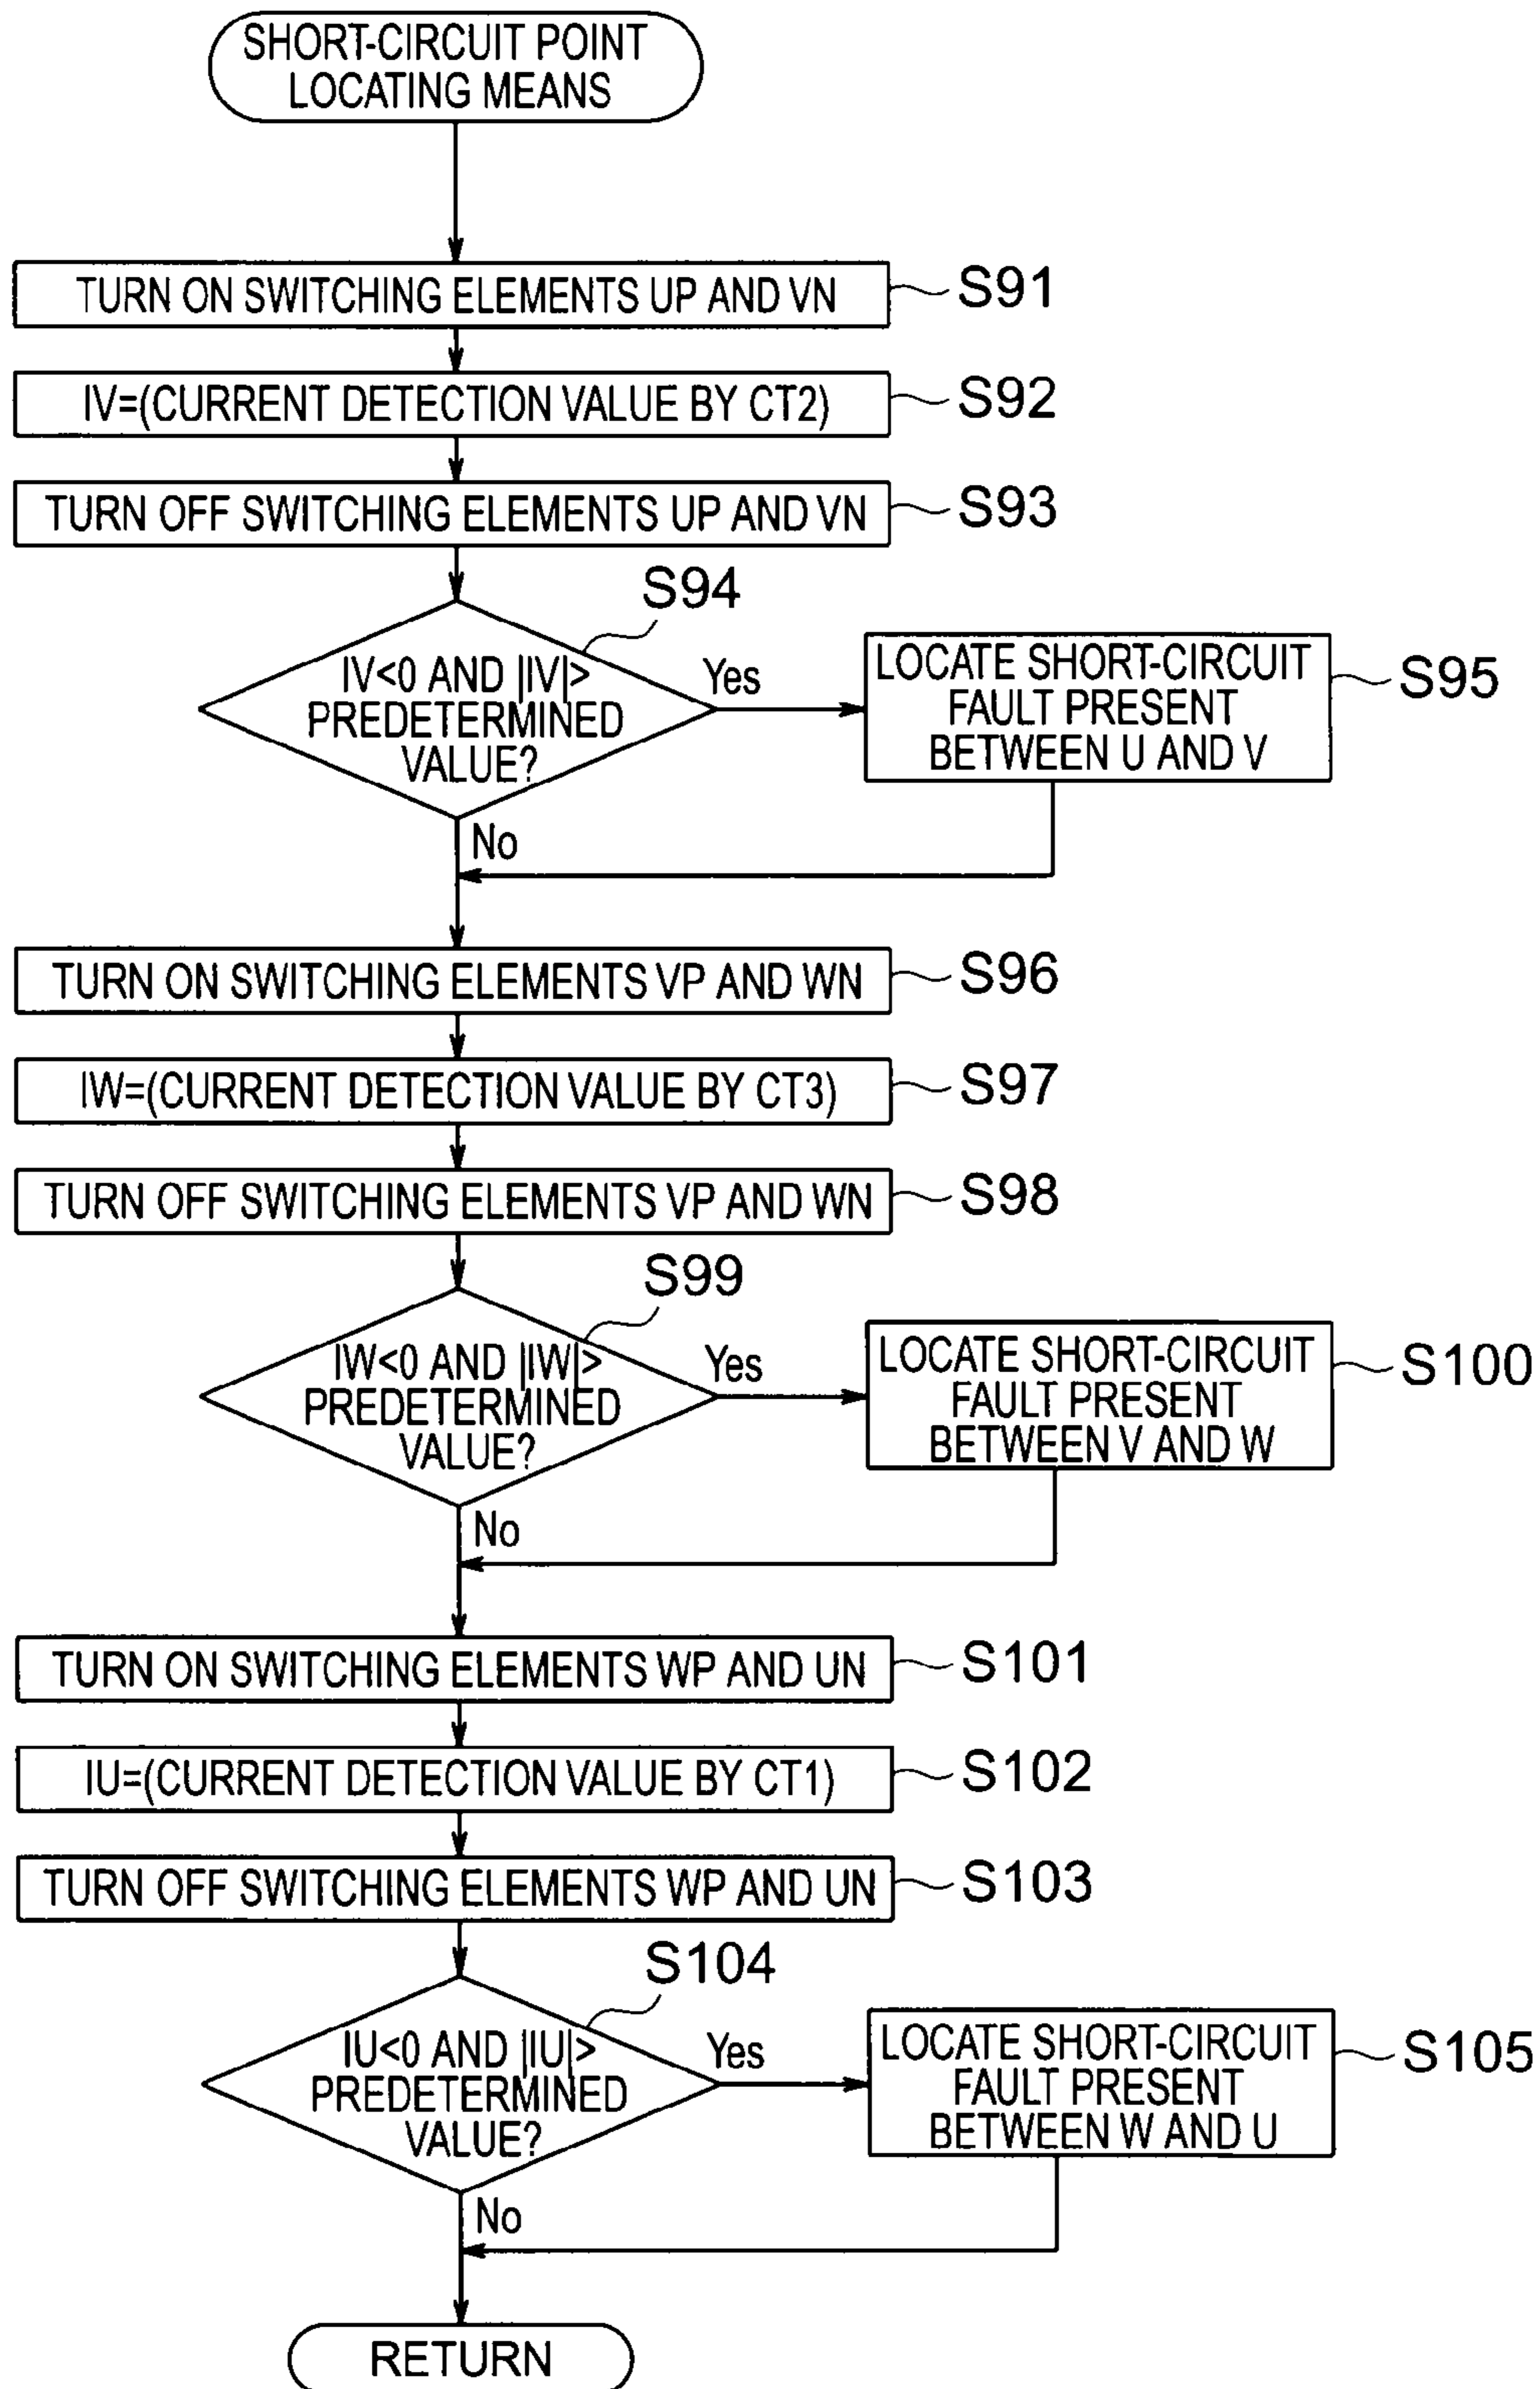 SHORT-CIRCUIT POINT
LOCATING MEANS
TURN ON SWITCHING ELEMENTS UP AND VN
S91
IV=(CURRENT DETECTION VALUE BY CT2)
S92
TURN OFF SWITCHING ELEMENTS UP AND VN
S93
S94
IV<0 AND |IV|>
PREDETERMINED
VALUE?
Yes
LOCATE SHORT-CIRCUIT
FAULT PRESENT
BETWEEN U AND V
S95
No
TURN ON SWITCHING ELEMENTS VP AND WN
S96
IW=(CURRENT DETECTION VALUE BY CT3)
S97
TURN OFF SWITCHING ELEMENTS VP AND WN
S98
S99
IW<0 AND |IW|>
PREDETERMINED
VALUE?
Yes
LOCATE SHORT-CIRCUIT
FAULT PRESENT
BETWEEN V AND W
S100
No
TURN ON SWITCHING ELEMENTS WP AND UN
S101
IU=(CURRENT DETECTION VALUE BY CT1)
S102
TURN OFF SWITCHING ELEMENTS WP AND UN
S103
S104
IU<0 AND |IU|>
PREDETERMINED
VALUE?
Yes
LOCATE SHORT-CIRCUIT
FAULT PRESENT
BETWEEN W AND U
S105
No
RETURN